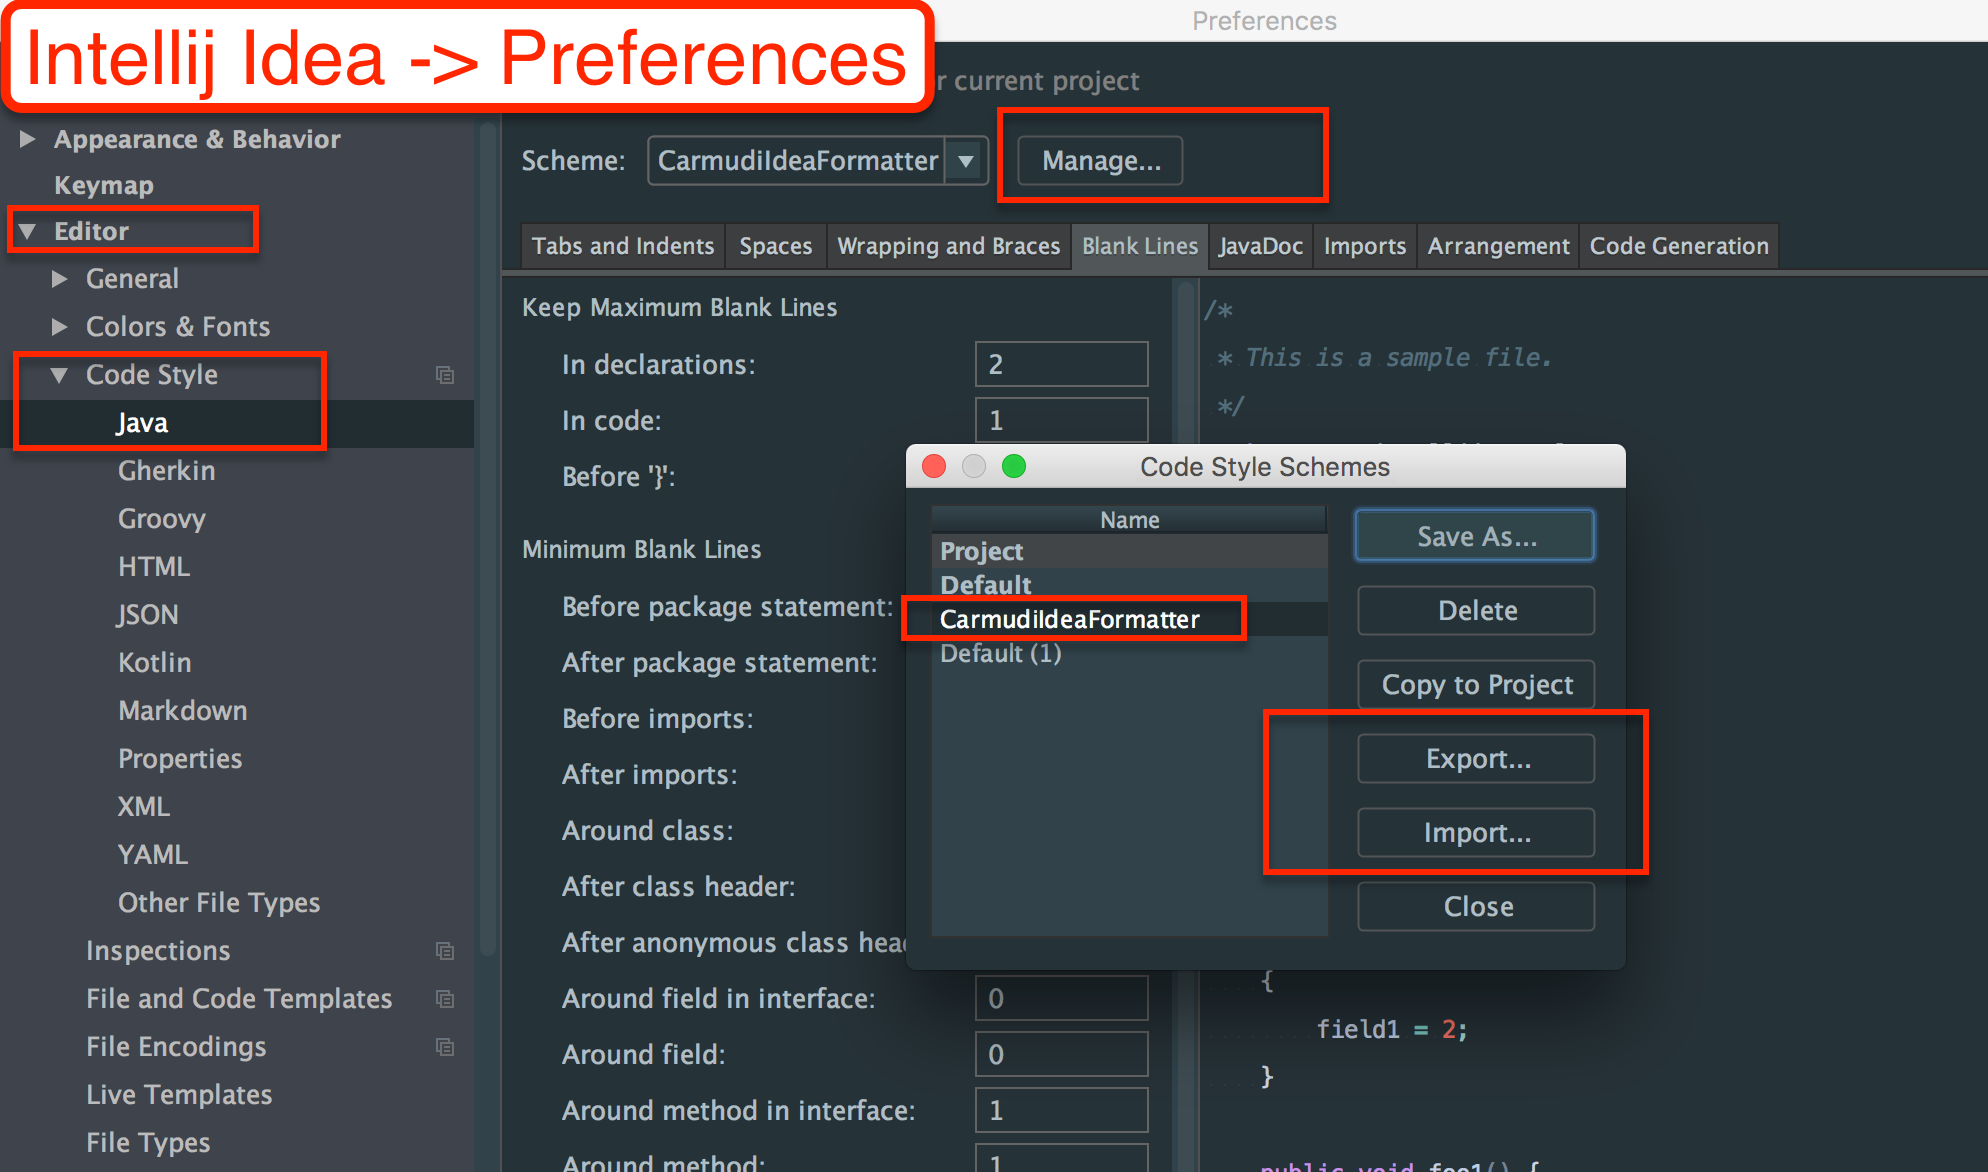 Intellij Idea -> Preferences
Preferences
r current project
Appearance & Behavior
Keymap
Editor
General
Colors & Fonts
Code Style
Java
Gherkin
Groovy
HTML
JSON
Kotlin
Markdown
Properties
XML
YAML
Other File Types
Inspections
File and Code Templates
File Encodings
Live Templates
File Types
Scheme: CarmudiIdeaFormatter Manage...
Tabs and Indents Spaces Wrapping and Braces Blank Lines JavaDoc Imports Arrangement Code Generation
Keep Maximum Blank Lines
In declarations: 2
In code: 1
Before '}':
Minimum Blank Lines
Before package statement:
After package statement:
Before imports:
After imports:
Around class:
After class header:
After anonymous class hea
Around field in interface: 0
Around field: 0
Around method in interface: 1
Around method: 1
/*
* This is a sample file.
*/
Code Style Schemes
Name
Project
Default
CarmudiIdeaFormatter
Default (1)
Save As...
Delete
Copy to Project
Export...
Import...
Close
{
field1 = 2;
}
public void foo1() {